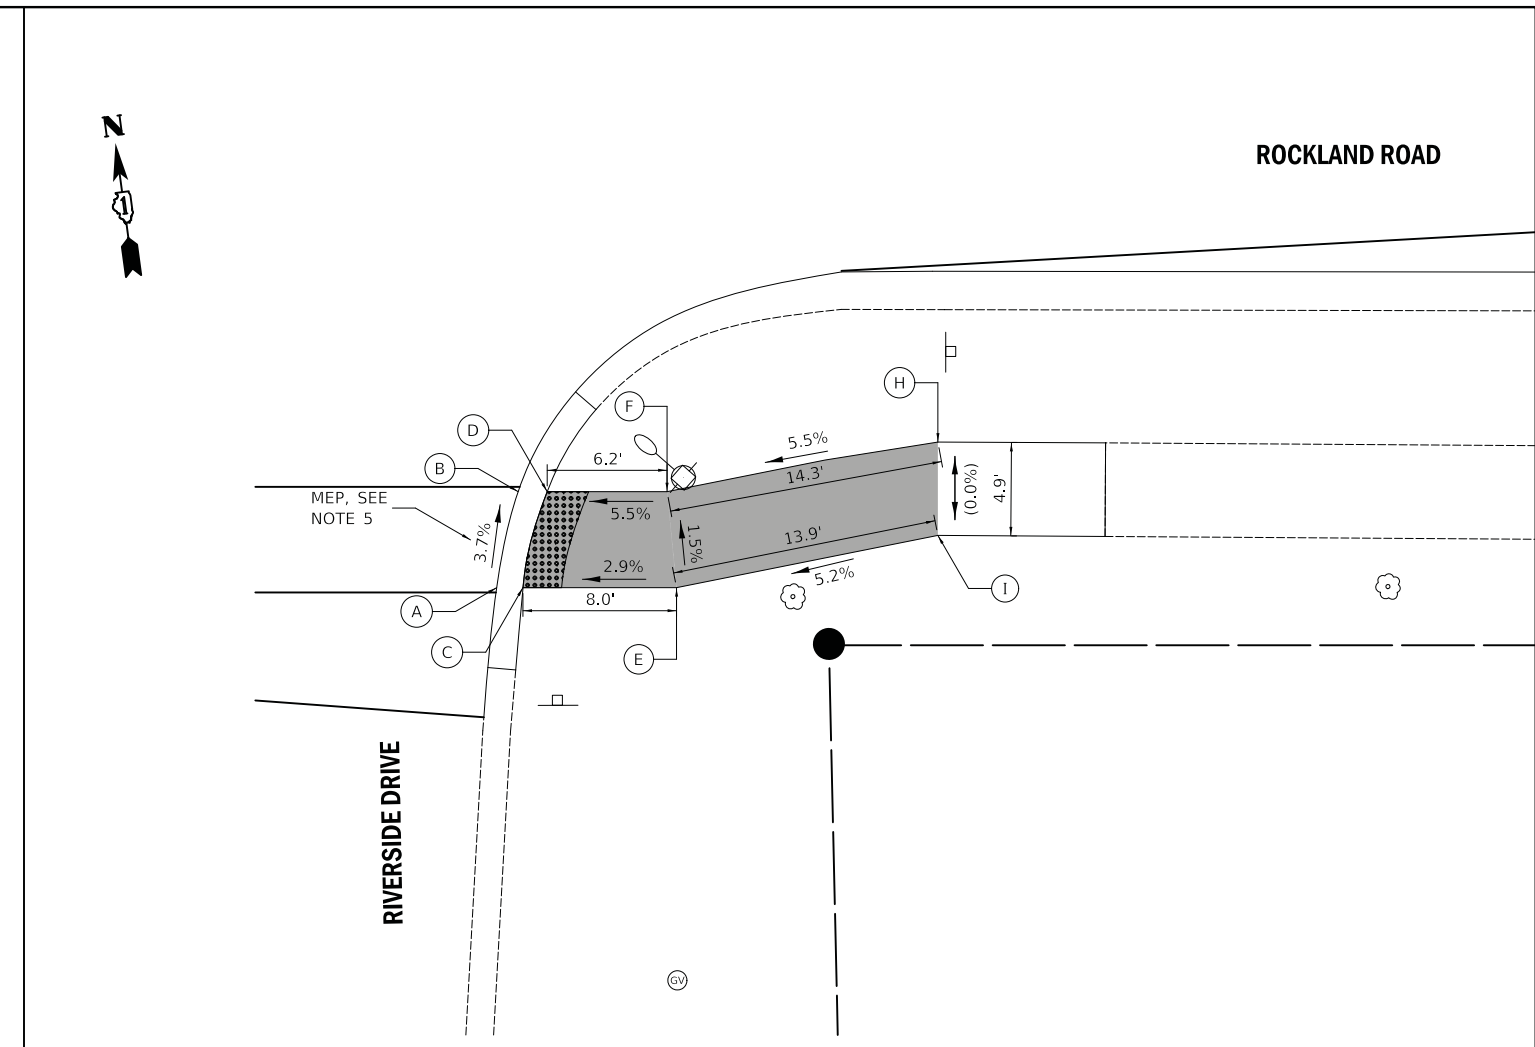 N
1
ROCKLAND ROAD
H
F
D
5.5%
6.2'
B
14.3'
(0.0%)
4.9'
MEP, SEE
NOTE 5
5.5%
3.7%
1.5%
13.9'
2.9%
5.2%
I
8.0'
A
C
E
RIVERSIDE DRIVE
GV